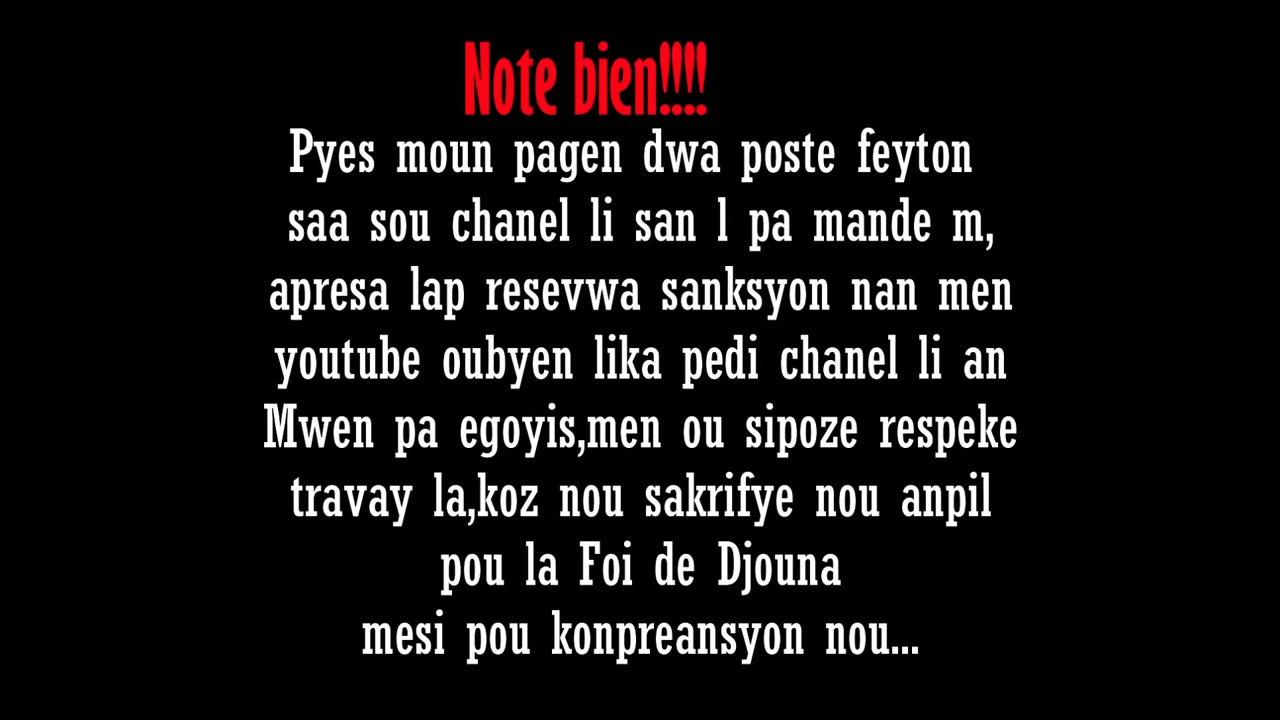 Note bien!!!!
Pyes moun pagen dwa poste feyton
saa sou chanel li san l pa mande m,
apresa lap resevwa sanksyon nan men
youtube oubyen lika pedi chanel li an
Mwen pa egoyis,men ou sipoze respeke
travay la,koz nou sakrifye nou anpil
pou la Foi de Djouna
mesi pou konpreansyon nou...